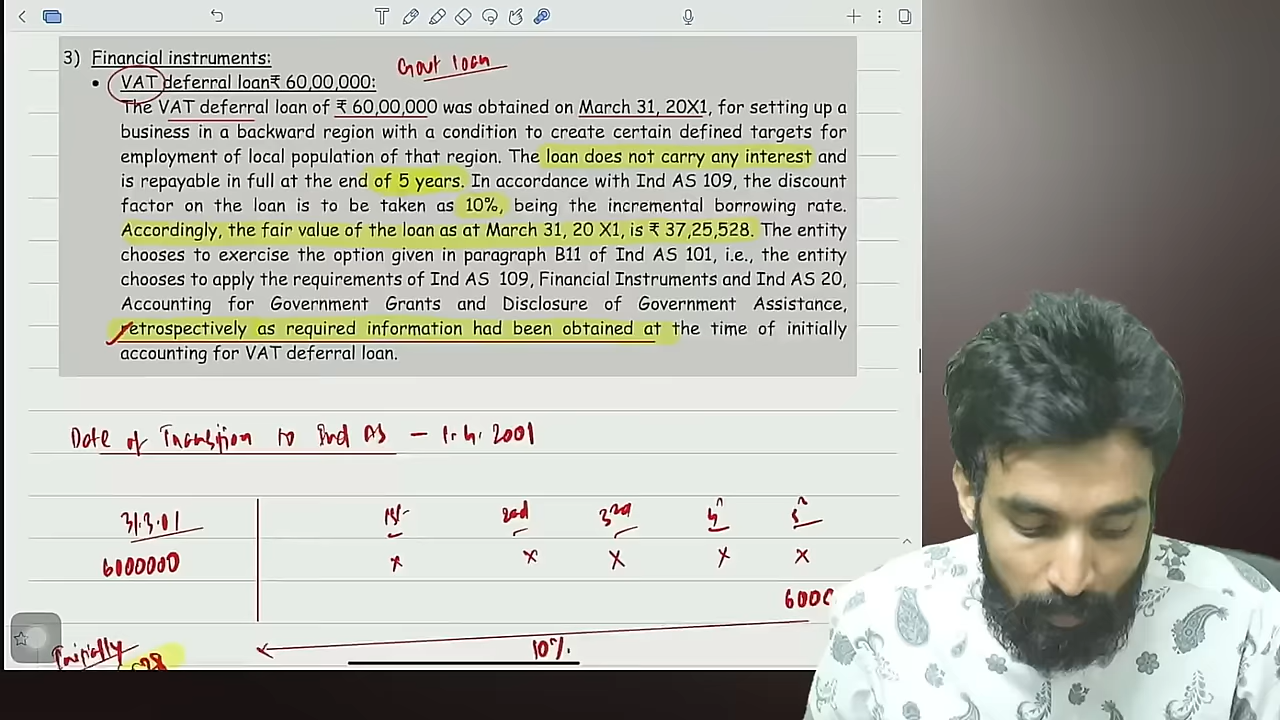 3) Financial instruments:
Govt loan
• VAT deferral loan₹ 60,00,000:
The VAT deferral loan of ₹ 60,00,000 was obtained on March 31, 20X1, for setting up a
business in a backward region with a condition to create certain defined targets for
employment of local population of that region. The loan does not carry any interest and
is repayable in full at the end of 5 years. In accordance with Ind AS 109, the discount
factor on the loan is to be taken as 10%, being the incremental borrowing rate.
Accordingly, the fair value of the loan as at March 31, 20 X1, is ₹ 37,25,528. The entity
chooses to exercise the option given in paragraph B11 of Ind AS 101, i.e., the entity
chooses to apply the requirements of Ind AS 109, Financial Instruments and Ind AS 20,
Accounting for Government Grants and Disclosure of Government Assistance,
retrospectively as required information had been obtained at the time of initially
accounting for VAT deferral loan.
Date of Transition to Ind AS - 1.4.2001
31.3.01 1st 2nd 3rd 4th 5th
6000000 x x x x x
600
10%.
Initially
28